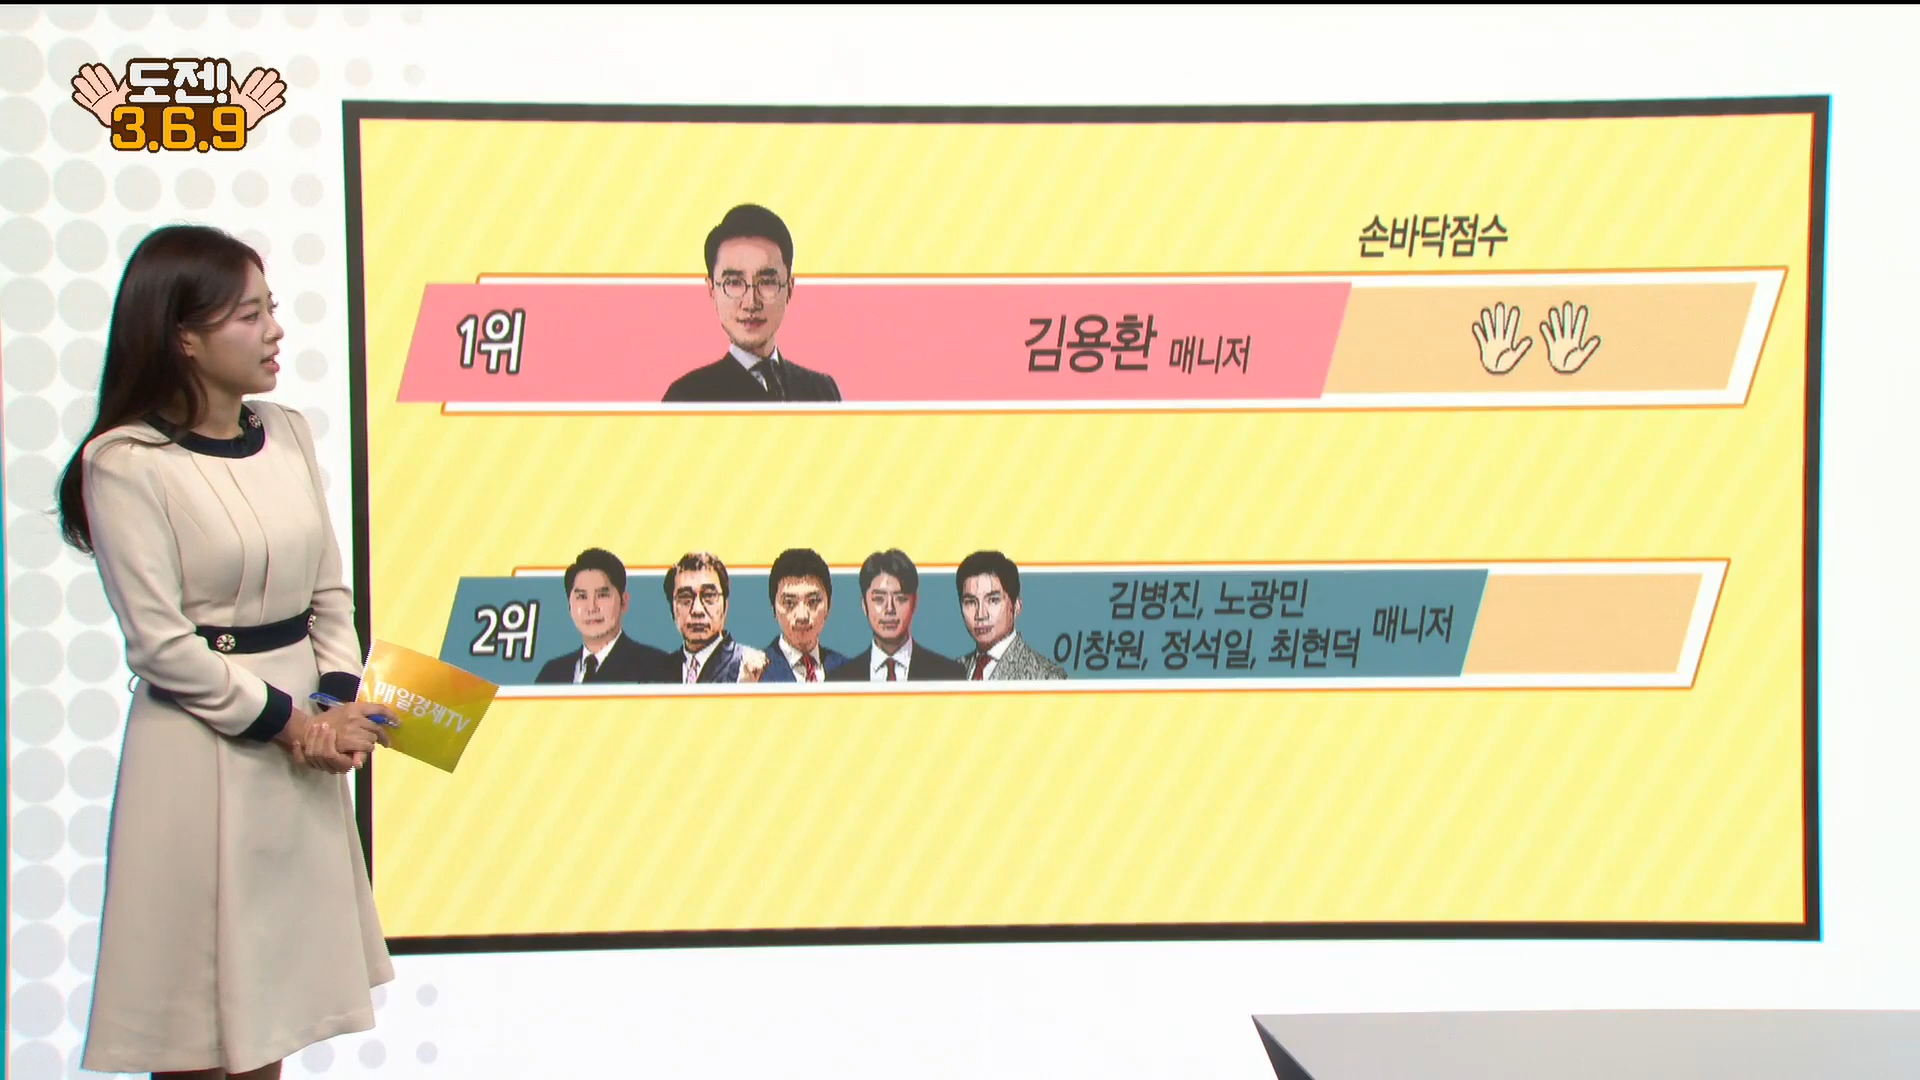 도전!
3.6.9
손바닥점수
1위
김용환 매니저
2위
김병진, 노광민
이창원, 정석일, 최현덕 매니저
매일경제TV